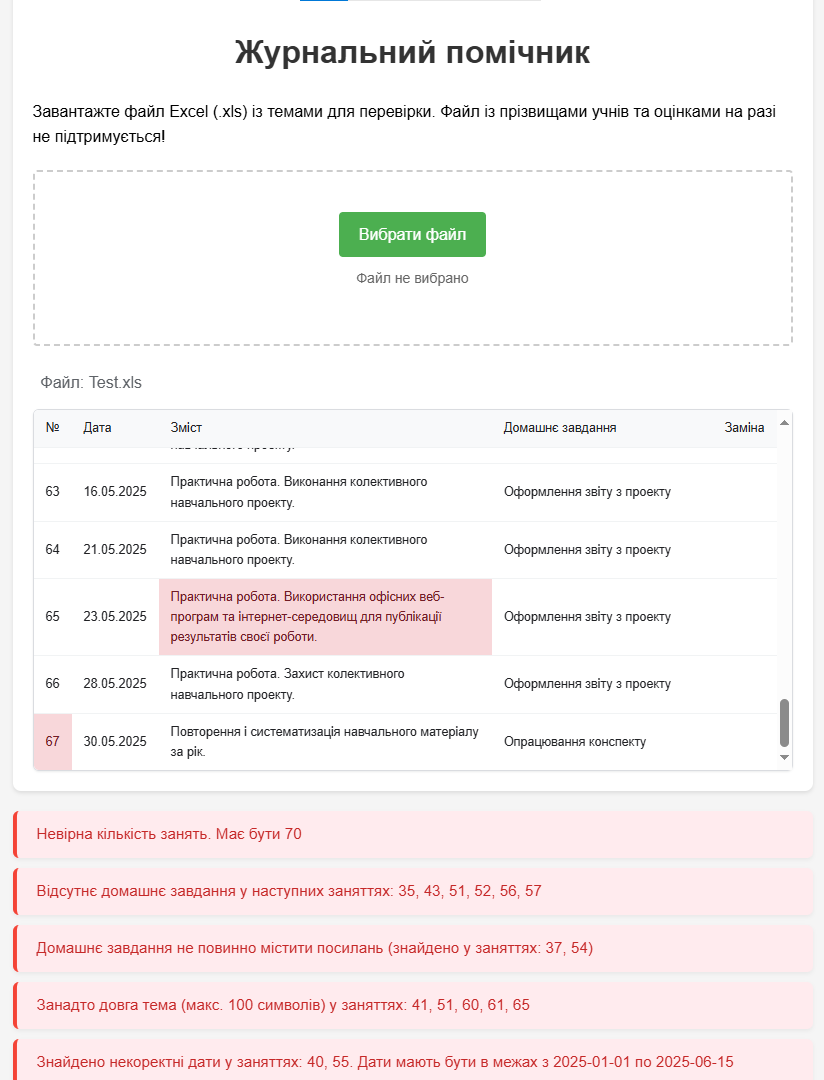 Журнальний помічник
Завантажте файл Excel (.xls) із темами для перевірки. Файл із прізвищами учнів та оцінками на разі
не підтримується!
Вибрати файл
Файл не вибрано
Файл: Test.xls
№ Дата Зміст Домашнє завдання Заміна
навчального проекту.
63 16.05.2025 Практична робота. Виконання колективного
навчального проекту. Оформлення звіту з проекту
64 21.05.2025 Практична робота. Виконання колективного
навчального проекту. Оформлення звіту з проекту
65 23.05.2025 Практична робота. Використання офісних веб-
програм та інтернет-середовищ для публікації
результатів своєї роботи. Оформлення звіту з проекту
66 28.05.2025 Практична робота. Захист колективного
навчального проекту. Оформлення звіту з проекту
67 30.05.2025 Повторення і систематизація навчального матеріалу
за рік. Опрацювання конспекту
Невірна кількість занять. Має бути 70
Відсутнє домашнє завдання у наступних заняттях: 35, 43, 51, 52, 56, 57
Домашнє завдання не повинно містити посилань (знайдено у заняттях: 37, 54)
Занадто довга тема (макс. 100 символів) у заняттях: 41, 51, 60, 61, 65
Знайдено некоректні дати у заняттях: 40, 55. Дати мають бути в межах з 2025-01-01 по 2025-06-15